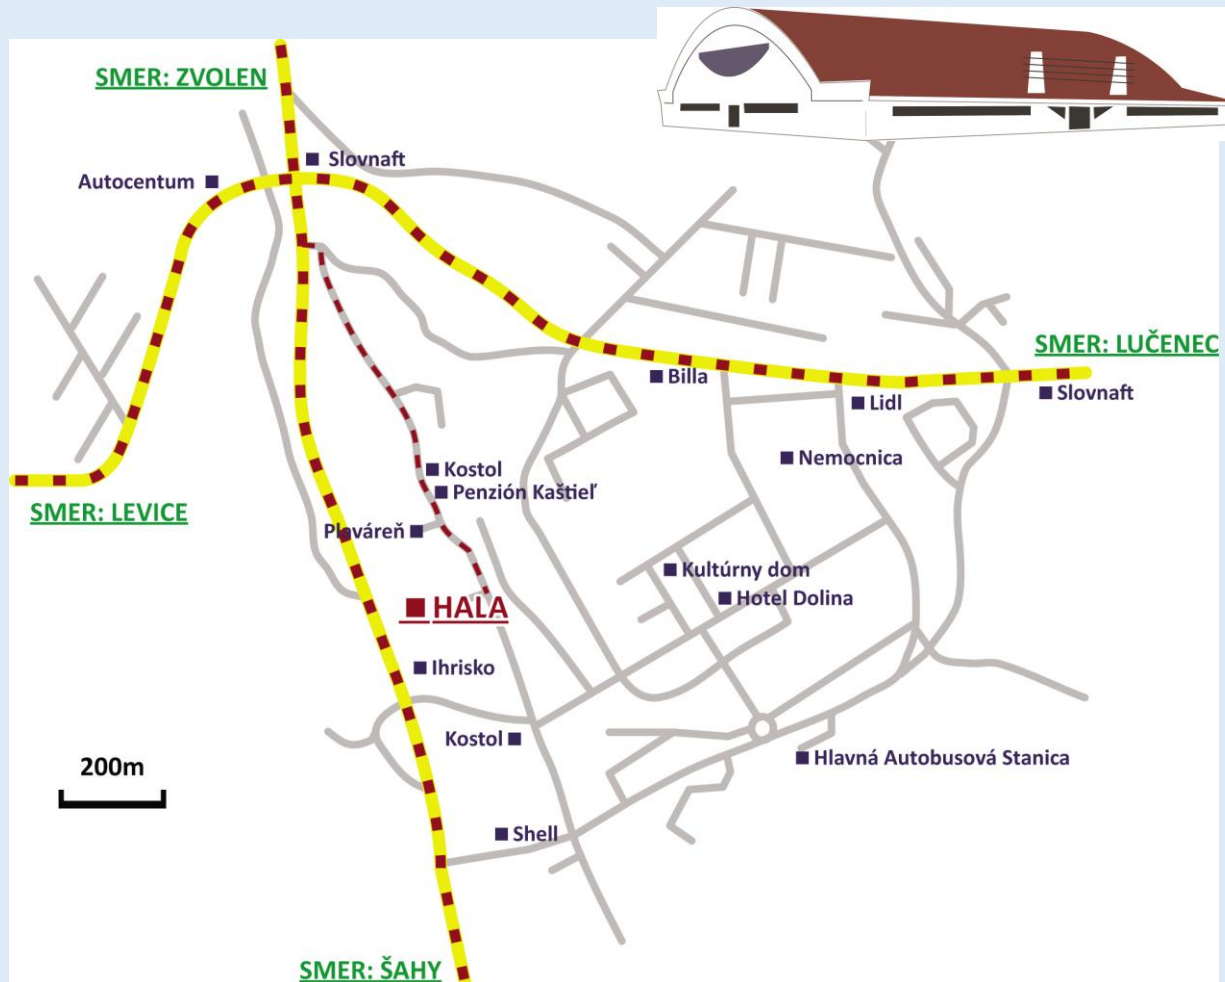 SMER: ZVOLEN
Slovnaft
Autocentum
SMER: LUČENEC
Billa
Slovnaft
Lidl
Kostol
Nemocnica
Penzión Kaštieľ
SMER: LEVICE
Plaváreň
Kultúrny dom
Hotel Dolina
HALA
Ihrisko
Kostol
Hlavná Autobusová Stanica
200m
Shell
SMER: ŠAHY